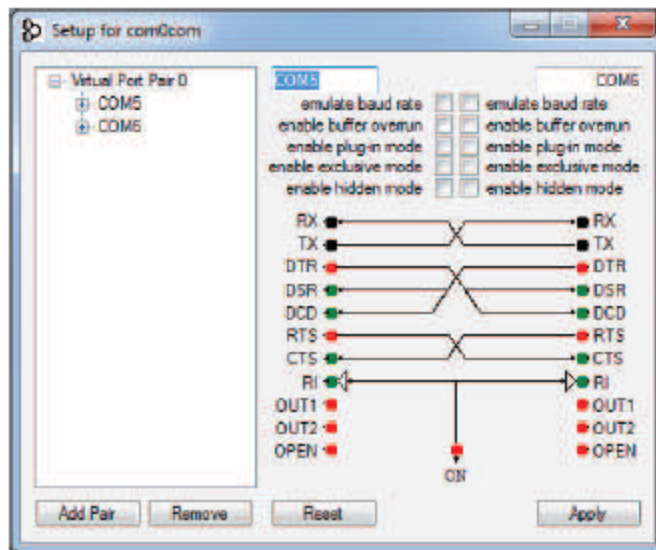 Setup for com0com
Virtual Port Pair 0
COM5
COM6
COM5 COM6
emulate baud rate emulate baud rate
enable buffer overrun enable buffer overrun
enable plug-in mode enable plug-in mode
enable exclusive mode enable exclusive mode
enable hidden mode enable hidden mode
RX RX
TX TX
DTR DTR
DSR DSR
DCD DCD
RTS RTS
CTS CTS
RI RI
OUT1 OUT1
OUT2 OUT2
OPEN OPEN
ON
Add Pair Remove Reset Apply